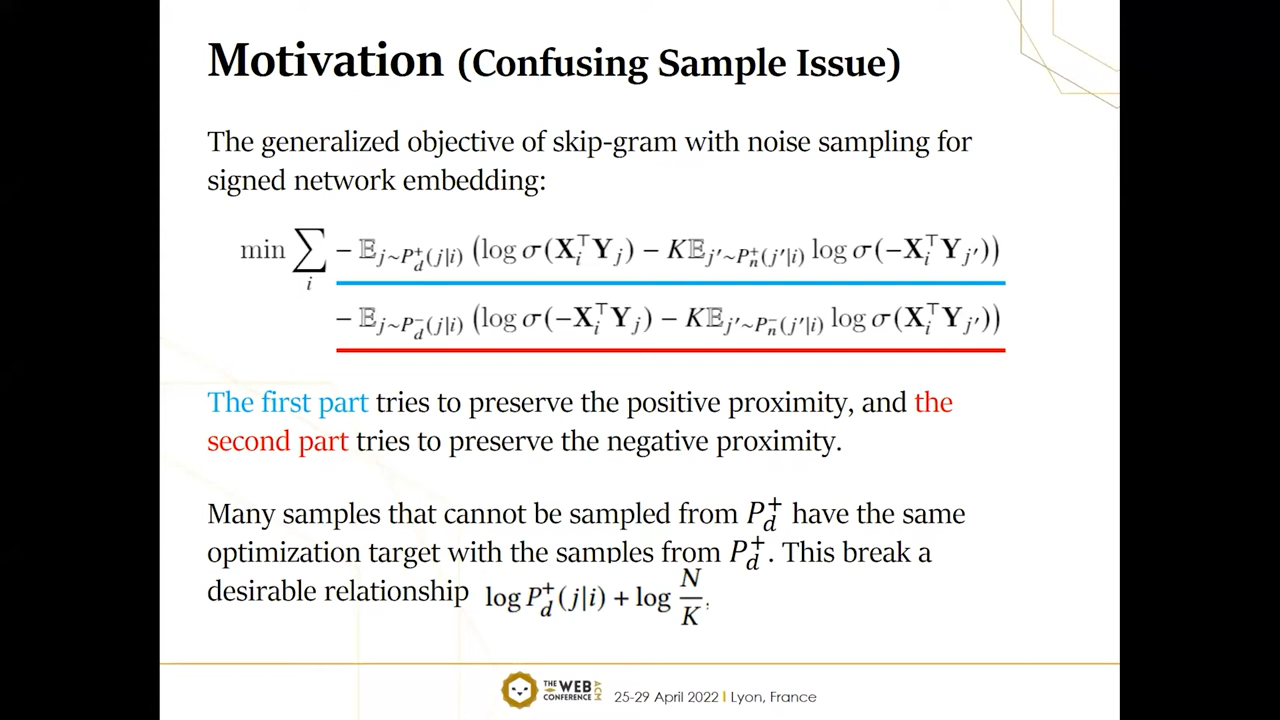 Motivation (Confusing Sample Issue)
The generalized objective of skip-gram with noise sampling for
signed network embedding:
min ∑_i − 𝔼_{j∼P_d^+(j|i)} (log σ(X_i^⊤Y_j) − K𝔼_{j′∼P_n^+(j′|i)} log σ(−X_i^⊤Y_{j′}))
− 𝔼_{j∼P_d^−(j|i)} (log σ(−X_i^⊤Y_j) − K𝔼_{j′∼P_n^−(j′|i)} log σ(X_i^⊤Y_{j′}))
The first part tries to preserve the positive proximity, and the
second part tries to preserve the negative proximity.
Many samples that cannot be sampled from P_d^+ have the same
optimization target with the samples from P_d^+. This break a
desirable relationship log P_d^+(j|i) + log N/K,
THE WEB CONFERENCE ACM 25-29 April 2022 I Lyon, France